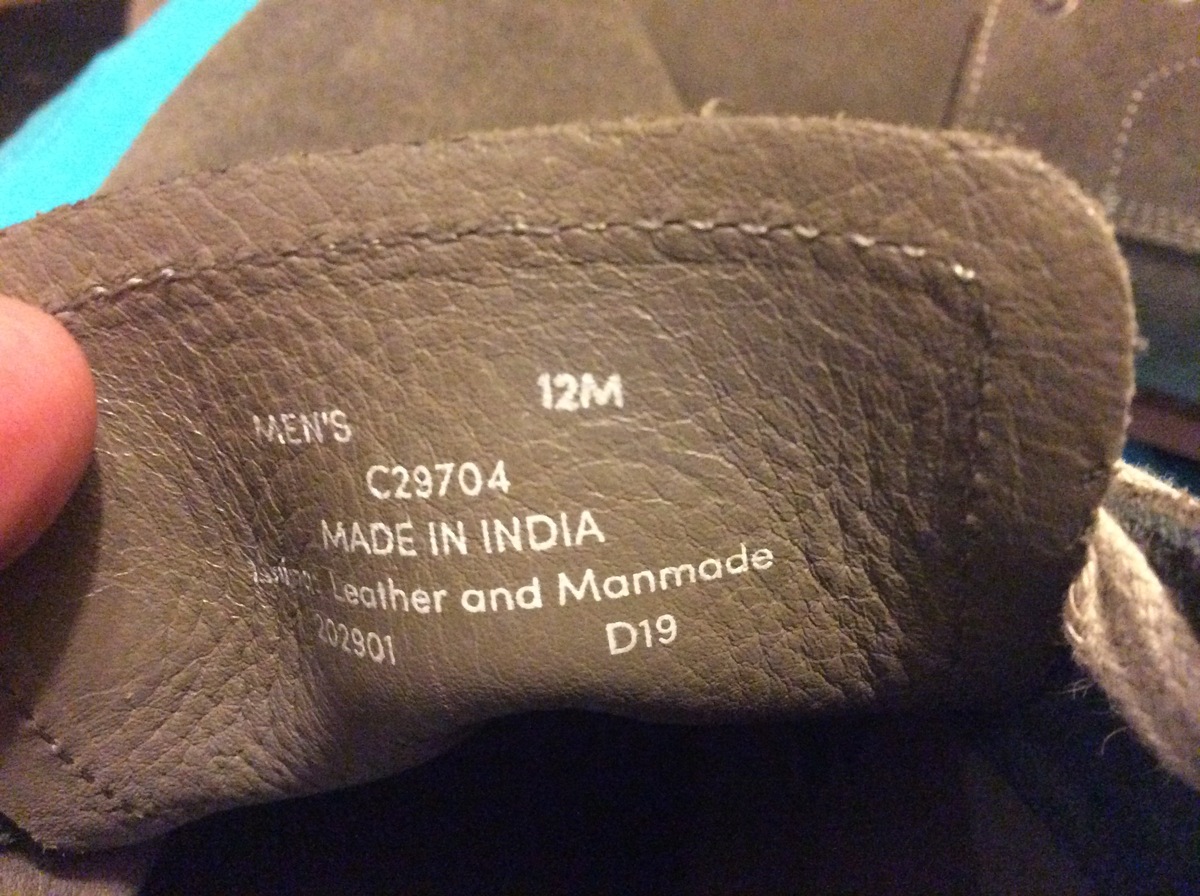 12M
MEN'S
C29704
MADE IN INDIA
Leather and Manmade
202901 D19